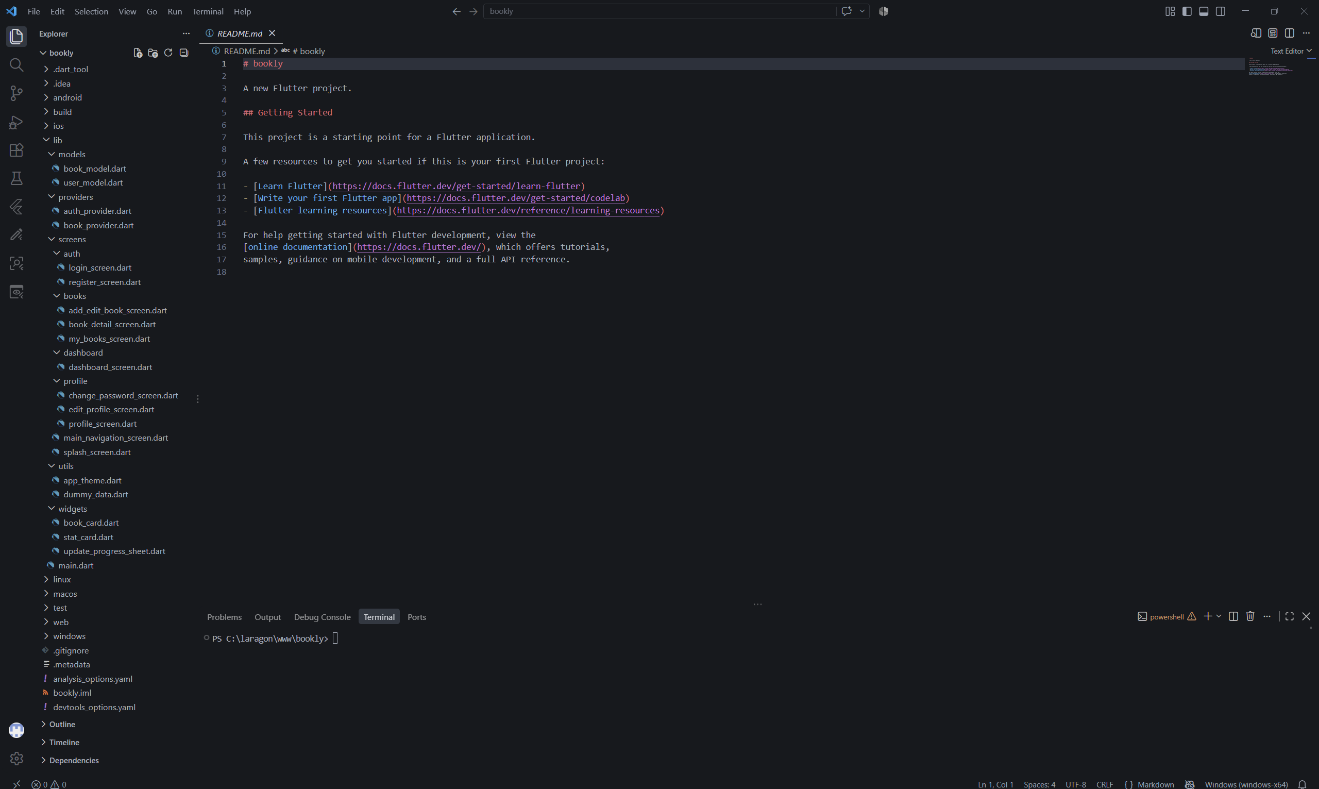 File Edit Selection View Go Run Terminal Help
bookly
Explorer
bookly
.dart_tool
.idea
android
build
ios
lib
models
book_model.dart
user_model.dart
providers
auth_provider.dart
book_provider.dart
screens
auth
login_screen.dart
register_screen.dart
books
add_edit_book_screen.dart
book_detail_screen.dart
my_books_screen.dart
dashboard
dashboard_screen.dart
profile
change_password_screen.dart
edit_profile_screen.dart
profile_screen.dart
main_navigation_screen.dart
splash_screen.dart
utils
app_theme.dart
dummy_data.dart
widgets
book_card.dart
stat_card.dart
update_progress_sheet.dart
main.dart
linux
macos
test
web
windows
.gitignore
.metadata
analysis_options.yaml
bookly.iml
devtools_options.yaml
Outline
Timeline
Dependencies
README.md
README.md > abc # bookly
Text Editor
1 # bookly
2
3 A new Flutter project.
4
5 ## Getting Started
6
7 This project is a starting point for a Flutter application.
8
9 A few resources to get you started if this is your first Flutter project:
10
11 - [Learn Flutter](https://docs.flutter.dev/get-started/learn-flutter)
12 - [Write your first Flutter app](https://docs.flutter.dev/get-started/codelab)
13 - [Flutter learning resources](https://docs.flutter.dev/reference/learning-resources)
14
15 For help getting started with Flutter development, view the
16 [online documentation](https://docs.flutter.dev/), which offers tutorials,
17 samples, guidance on mobile development, and a full API reference.
18
Problems Output Debug Console Terminal Ports
powershell
PS C:\laragon\www\bookly>
0 0
Ln 1, Col 1 Spaces: 4 UTF-8 CRLF { } Markdown Windows (windows-x64)